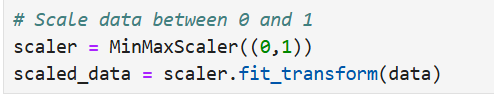 # Scale data between 0 and 1
scaler = MinMaxScaler((0,1))
scaled_data = scaler.fit_transform(data)